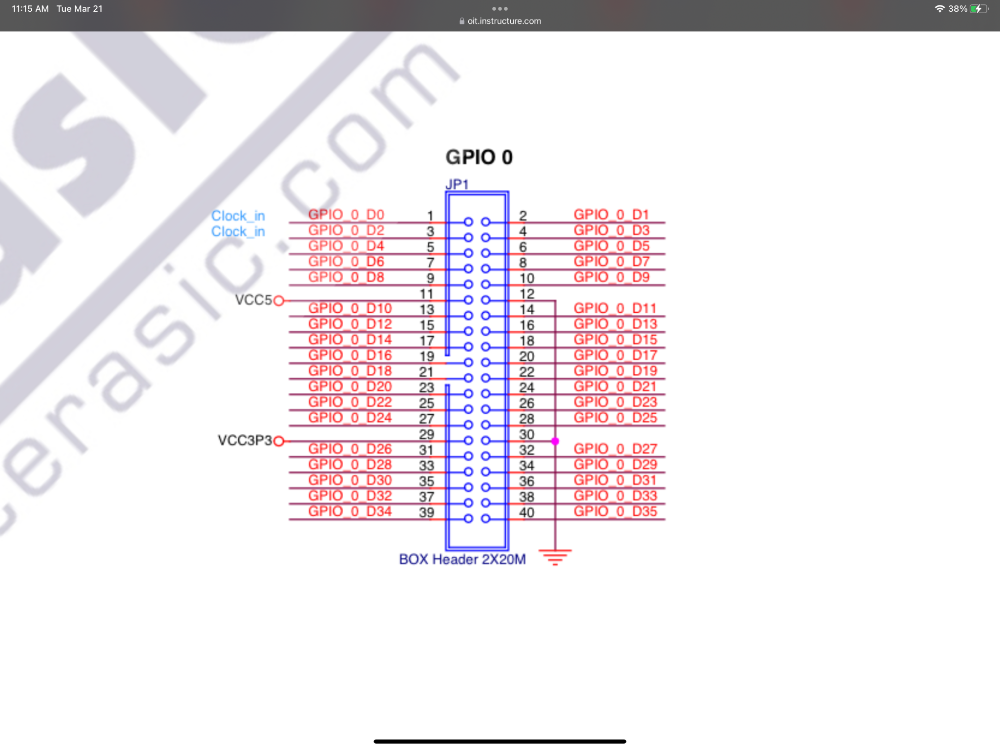 11:15 AM Tue Mar 21
38%
oit.instructure.com
asic
terasic.com
GPIO 0
JP1
Clock_in GPIO_0_D0 1 2 GPIO_0_D1
Clock_in GPIO_0_D2 3 4 GPIO_0_D3
GPIO_0_D4 5 6 GPIO_0_D5
GPIO_0_D6 7 8 GPIO_0_D7
GPIO_0_D8 9 10 GPIO_0_D9
VCC5 11 12
GPIO_0_D10 13 14 GPIO_0_D11
GPIO_0_D12 15 16 GPIO_0_D13
GPIO_0_D14 17 18 GPIO_0_D15
GPIO_0_D16 19 20 GPIO_0_D17
GPIO_0_D18 21 22 GPIO_0_D19
GPIO_0_D20 23 24 GPIO_0_D21
GPIO_0_D22 25 26 GPIO_0_D23
GPIO_0_D24 27 28 GPIO_0_D25
VCC3P3 29 30
GPIO_0_D26 31 32 GPIO_0_D27
GPIO_0_D28 33 34 GPIO_0_D29
GPIO_0_D30 35 36 GPIO_0_D31
GPIO_0_D32 37 38 GPIO_0_D33
GPIO_0_D34 39 40 GPIO_0_D35
BOX Header 2X20M